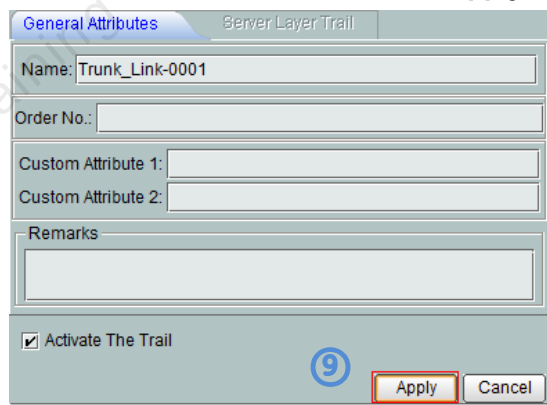 General Attributes Server Layer Trail
Name: Trunk_Link-0001
Order No.:
Custom Attribute 1:
Custom Attribute 2:
Remarks
Activate The Trail
9
Apply Cancel